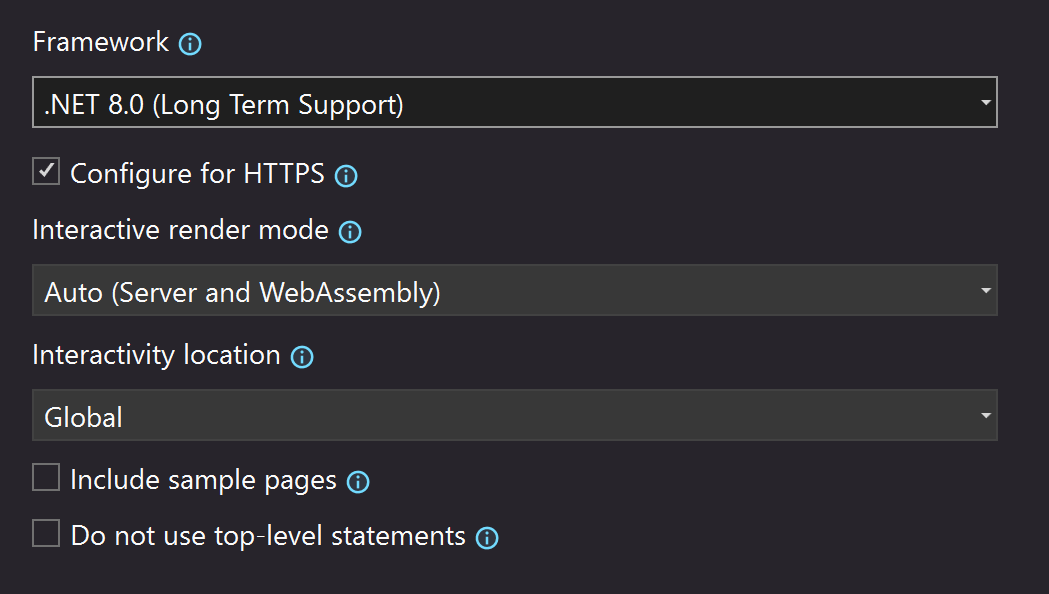 Framework
.NET 8.0 (Long Term Support)
Configure for HTTPS
Interactive render mode
Auto (Server and WebAssembly)
Interactivity location
Global
Include sample pages
Do not use top-level statements